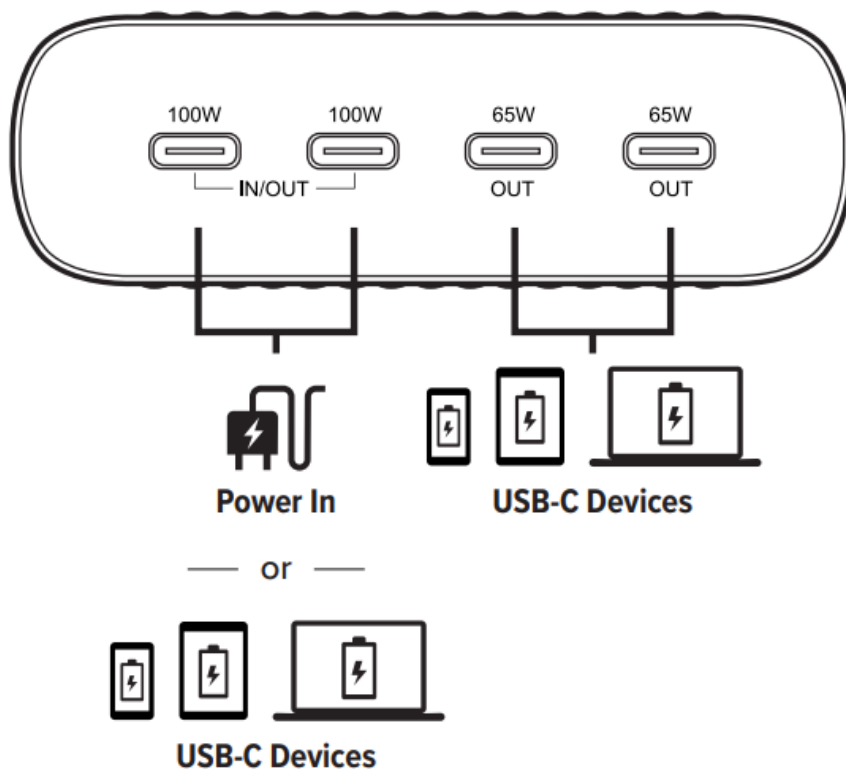 100W 100W 65W 65W
IN/OUT OUT OUT
Power In USB-C Devices
or
USB-C Devices